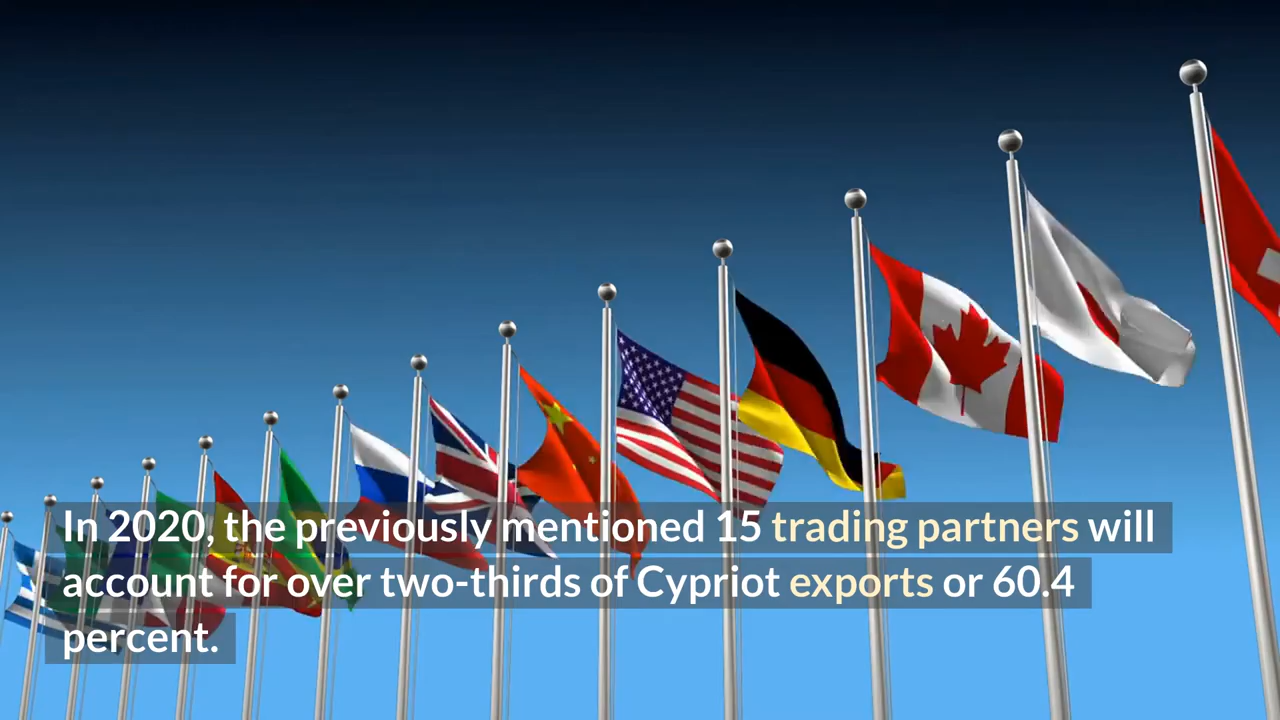 In 2020, the previously mentioned 15 trading partners will
account for over two-thirds of Cypriot exports or 60.4
percent.